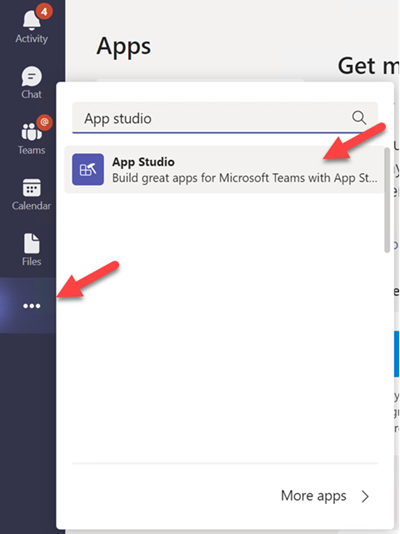 4
Activity
Chat
@
Teams
Calendar
Files
Apps
Get m
App studio
App Studio
Build great apps for Microsoft Teams with App St...
More apps